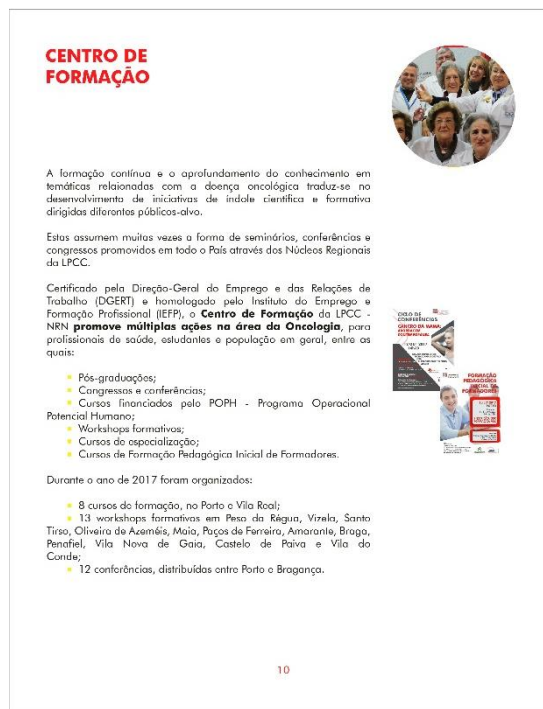 CENTRO DE
FORMAÇÃO
A formação contínua e o aprofundamento do conhecimento em
temáticas relaionadas com a doença oncológica traduz-se no
desenvolvimento de iniciativas de índole científica e formativa
dirigidas diferentes públicos-alvo.
Estas assumem muitas vezes a forma de seminários, conferências e
congressos promovidos em todo o País através dos Núcleos Regionais
da LPCC.
Certificado pela Direção-Geral do Emprego e das Relações de
Trabalho (DGERT) e homologado pelo Instituto do Emprego e
Formação Profissional (IEFP), o Centro de Formação da LPCC -
NRN promove múltiplas ações na área da Oncologia, para
profissionais de saúde, estudantes e população em geral, entre as
quais:
Pós-graduações;
Congressos e conferências;
Cursos financiados pelo POPH - Programa Operacional
Potencial Humano;
Workshops formativos;
Cursos de especialização;
Cursos de Formação Pedagógica Inicial de Formadores.
Durante o ano de 2017 foram organizados:
8 cursos de formação, no Porto e Vila Real;
13 workshops formativos em Peso da Régua, Vizela, Santo
Tirso, Oliveira de Azeméis, Maia, Paços de Ferreira, Amarante, Braga,
Penafiel, Vila Nova de Gaia, Castelo de Paiva e Vila do
Conde;
12 conferências, distribuídas entre Porto e Bragança.
CICLO DE
CONFERÊNCIAS
CANCRO DA MAMA:
FORMAÇÃO
PEDAGÓGICA
INICIAL DE
FORMADORES
10